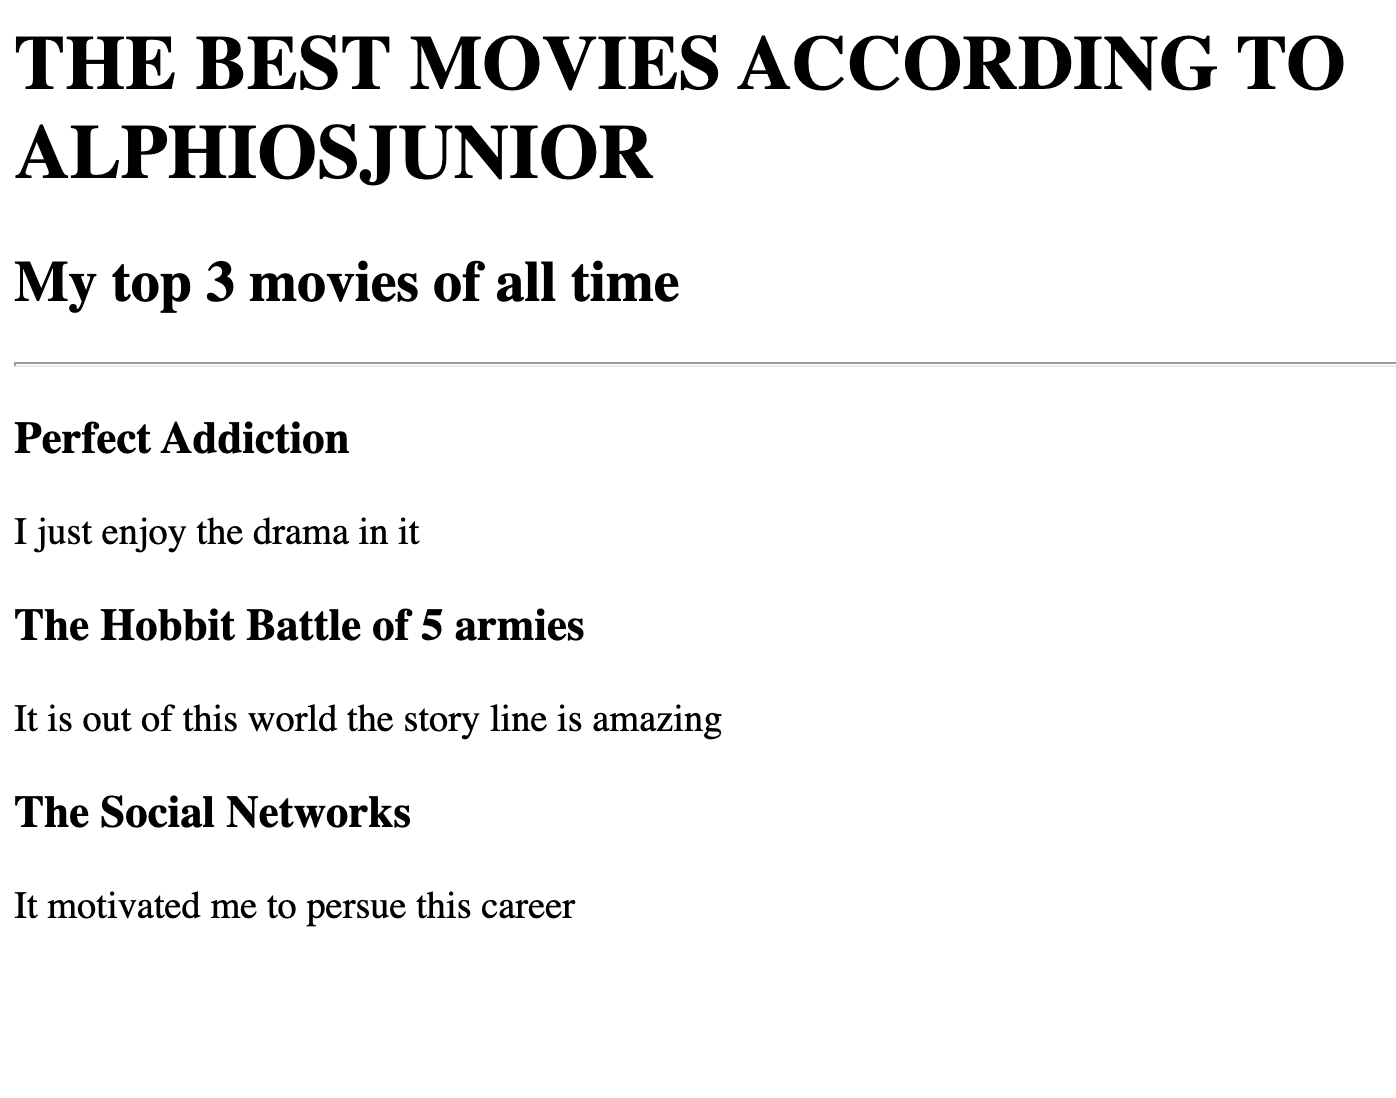 THE BEST MOVIES ACCORDING TO
ALPHIOSJUNIOR
My top 3 movies of all time
Perfect Addiction
I just enjoy the drama in it
The Hobbit Battle of 5 armies
It is out of this world the story line is amazing
The Social Networks
It motivated me to persue this career